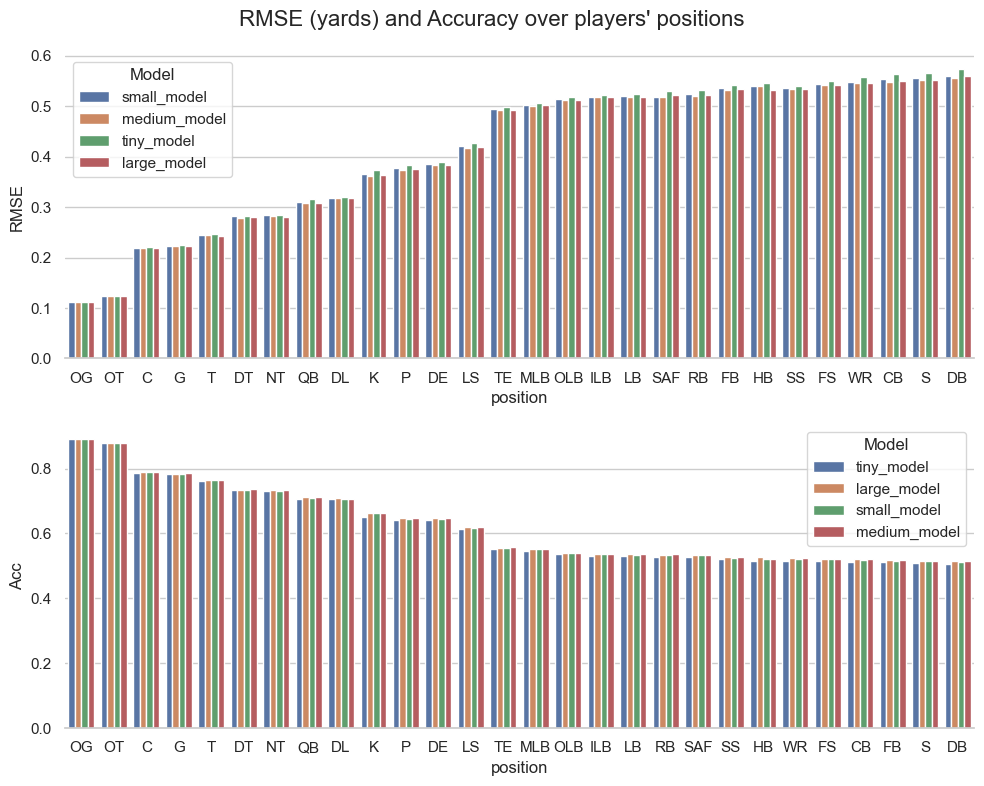 RMSE (yards) and Accuracy over players' positions
0.6
0.5
0.4
0.3
0.2
0.1
0.0
RMSE
Model
small_model
medium_model
tiny_model
large_model
OG OT C G T DT NT QB DL K P DE LS TE MLB OLB ILB LB SAF RB FB HB SS FS WR CB S DB
position
0.8
0.6
0.4
0.2
0.0
Acc
Model
tiny_model
large_model
small_model
medium_model
OG OT C G T DT NT QB DL K P DE LS TE MLB OLB ILB LB RB SAF SS HB WR FS CB FB S DB
position